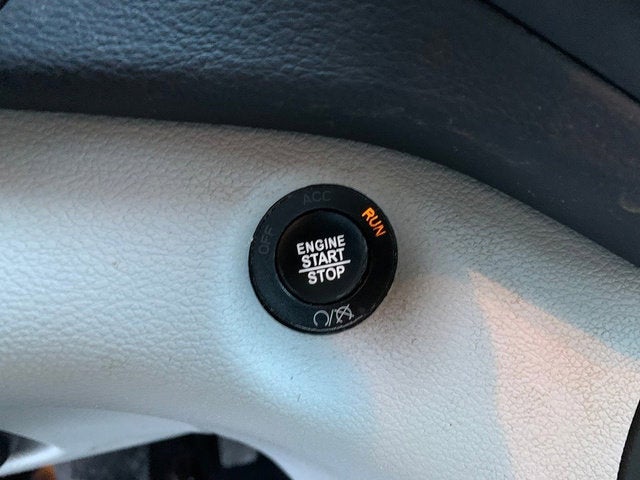 ACC
RUN
OFF
ENGINE
START
STOP